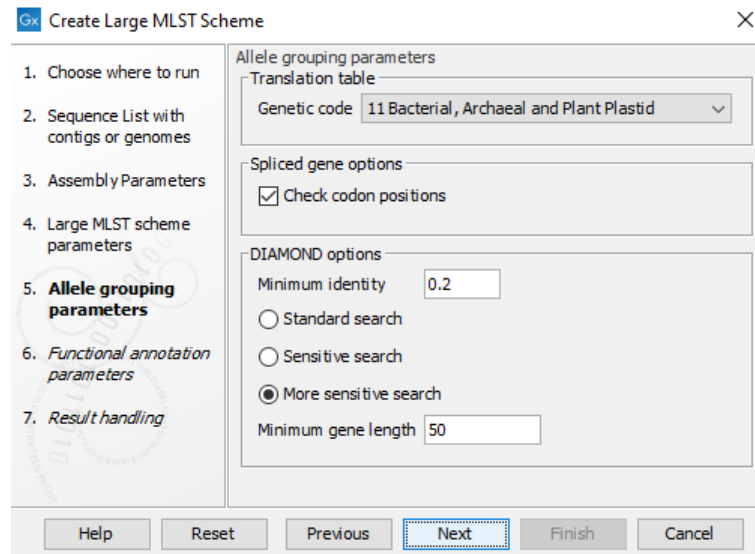 Gx Create Large MLST Scheme
1. Choose where to run
2. Sequence List with
contigs or genomes
3. Assembly Parameters
4. Large MLST scheme
parameters
5. Allele grouping
parameters
6. Functional annotation
parameters
7. Result handling
Allele grouping parameters
Translation table
Genetic code 11 Bacterial, Archaeal and Plant Plastid
Spliced gene options
Check codon positions
DIAMOND options
Minimum identity 0.2
Standard search
Sensitive search
More sensitive search
Minimum gene length 50
Help Reset Previous Next Finish Cancel